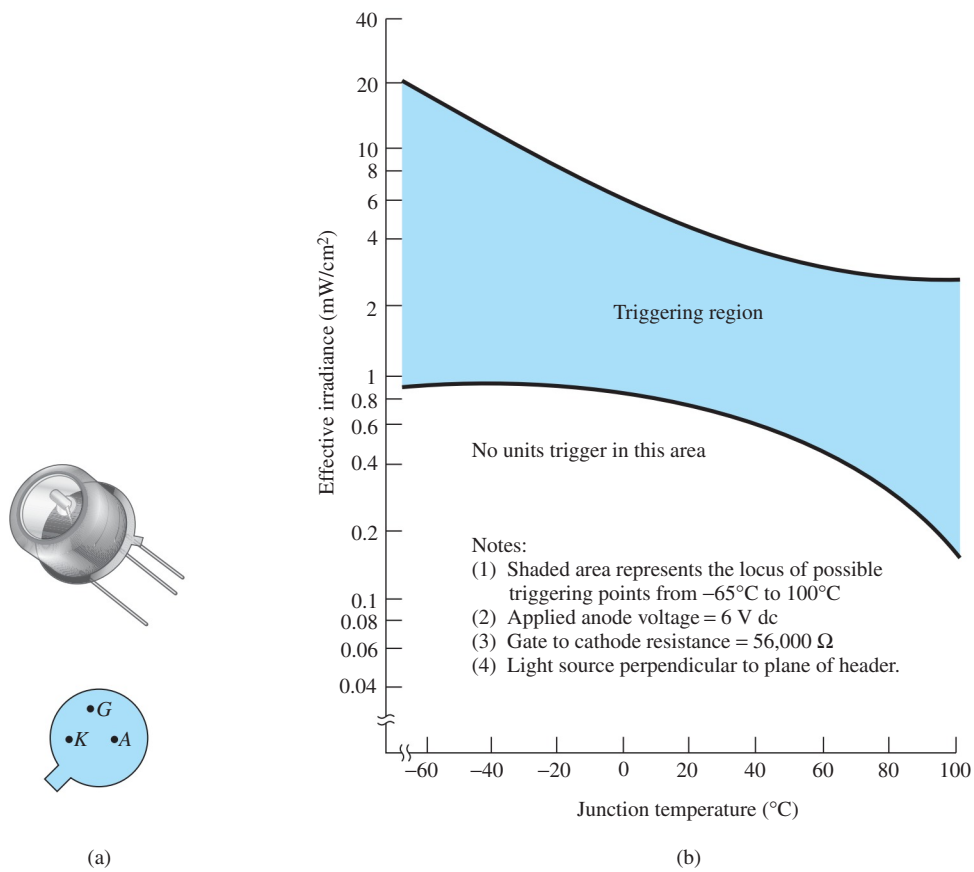 40
20
10
8
6
4
2
1
0.8
0.6
0.4
0.2
0.1
0.08
0.06
0.04
Effective irradiance (mW/cm²)
Triggering region
No units trigger in this area
Notes:
(1) Shaded area represents the locus of possible
triggering points from –65°C to 100°C
(2) Applied anode voltage = 6 V dc
(3) Gate to cathode resistance = 56,000 Ω
(4) Light source perpendicular to plane of header.
–60 –40 –20 0 20 40 60 80 100
Junction temperature (°C)
G
K A
(a) (b)